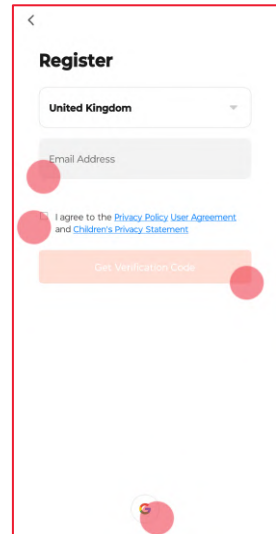 Register
United Kingdom
Email Address
I agree to the Privacy Policy User Agreement
and Children's Privacy Statement
Get Verification Code
G